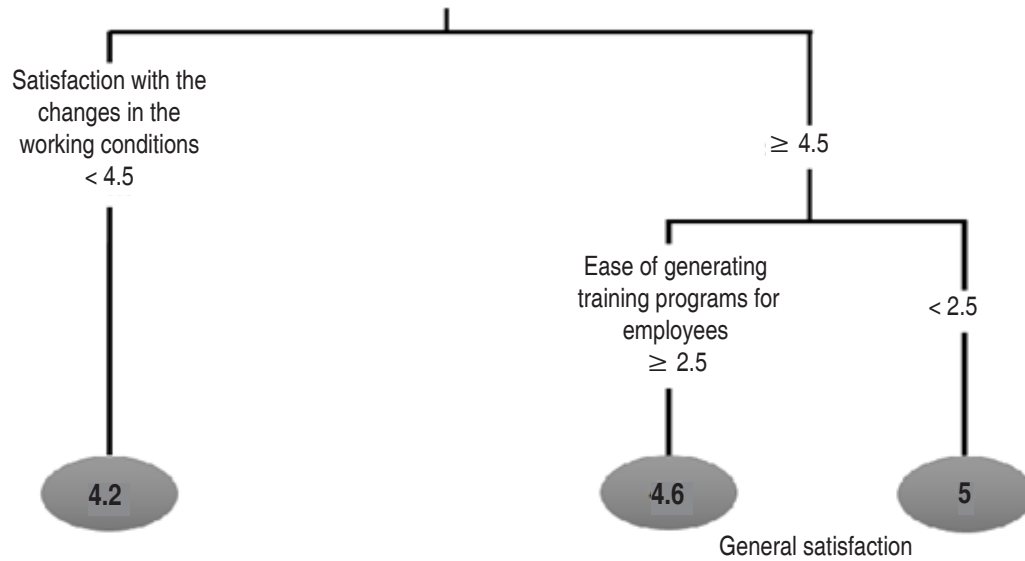 Satisfaction with the
changes in the
working conditions
< 4.5
≥ 4.5
Ease of generating
training programs for
employees
≥ 2.5
< 2.5
4.2
4.6
5
General satisfaction